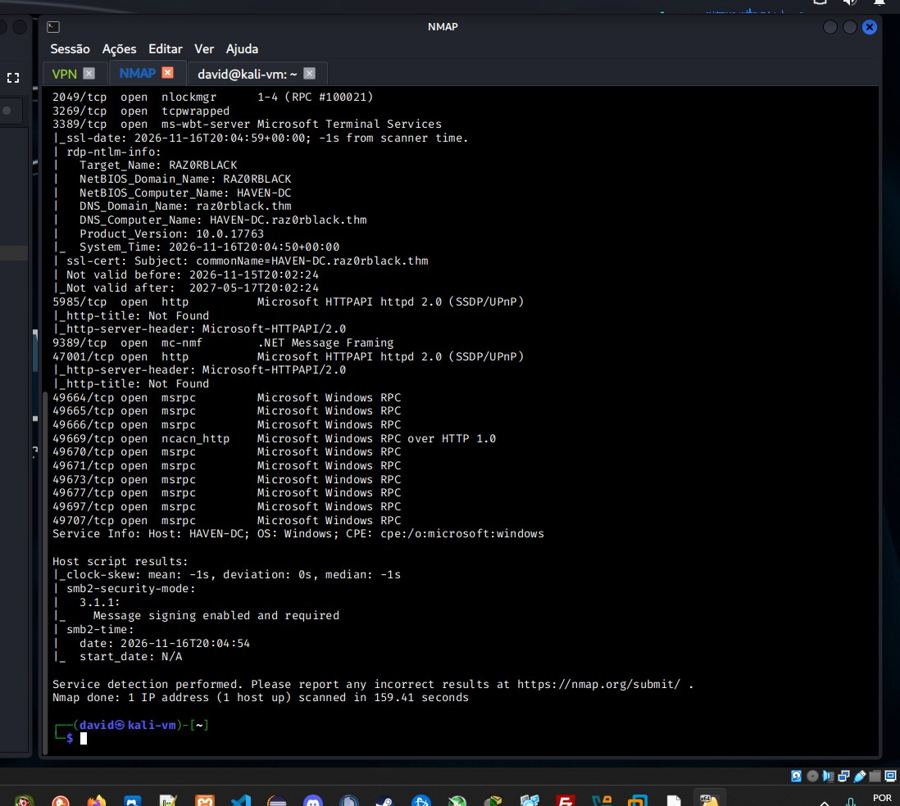 NMAP
Sessão Ações Editar Ver Ajuda
VPN NMAP david@kali-vm: ~
2049/tcp open nlockmgr 1-4 (RPC #100021)
3269/tcp open tcpwrapped
3389/tcp open ms-wbt-server Microsoft Terminal Services
|_ssl-date: 2026-11-16T20:04:59+00:00; -1s from scanner time.
| rdp-ntlm-info:
|   Target_Name: RAZ0RBLACK
|   NetBIOS_Domain_Name: RAZ0RBLACK
|   NetBIOS_Computer_Name: HAVEN-DC
|   DNS_Domain_Name: raz0rblack.thm
|   DNS_Computer_Name: HAVEN-DC.raz0rblack.thm
|   Product_Version: 10.0.17763
|_  System_Time: 2026-11-16T20:04:50+00:00
| ssl-cert: Subject: commonName=HAVEN-DC.raz0rblack.thm
| Not valid before: 2026-11-15T20:02:24
|_Not valid after:  2027-05-17T20:02:24
5985/tcp open http Microsoft HTTPAPI httpd 2.0 (SSDP/UPnP)
|_http-title: Not Found
|_http-server-header: Microsoft-HTTPAPI/2.0
9389/tcp open mc-nmf .NET Message Framing
47001/tcp open http Microsoft HTTPAPI httpd 2.0 (SSDP/UPnP)
|_http-server-header: Microsoft-HTTPAPI/2.0
|_http-title: Not Found
49664/tcp open msrpc Microsoft Windows RPC
49665/tcp open msrpc Microsoft Windows RPC
49666/tcp open msrpc Microsoft Windows RPC
49669/tcp open ncacn_http Microsoft Windows RPC over HTTP 1.0
49670/tcp open msrpc Microsoft Windows RPC
49671/tcp open msrpc Microsoft Windows RPC
49673/tcp open msrpc Microsoft Windows RPC
49677/tcp open msrpc Microsoft Windows RPC
49697/tcp open msrpc Microsoft Windows RPC
49707/tcp open msrpc Microsoft Windows RPC
Service Info: Host: HAVEN-DC; OS: Windows; CPE: cpe:/o:microsoft:windows
Host script results:
|_clock-skew: mean: -1s, deviation: 0s, median: -1s
| smb2-security-mode:
|   3.1.1:
|_    Message signing enabled and required
| smb2-time:
|   date: 2026-11-16T20:04:54
|_  start_date: N/A
Service detection performed. Please report any incorrect results at https://nmap.org/submit/ .
Nmap done: 1 IP address (1 host up) scanned in 159.41 seconds
┌──(david㉿kali-vm)-[~]
└─$
POR